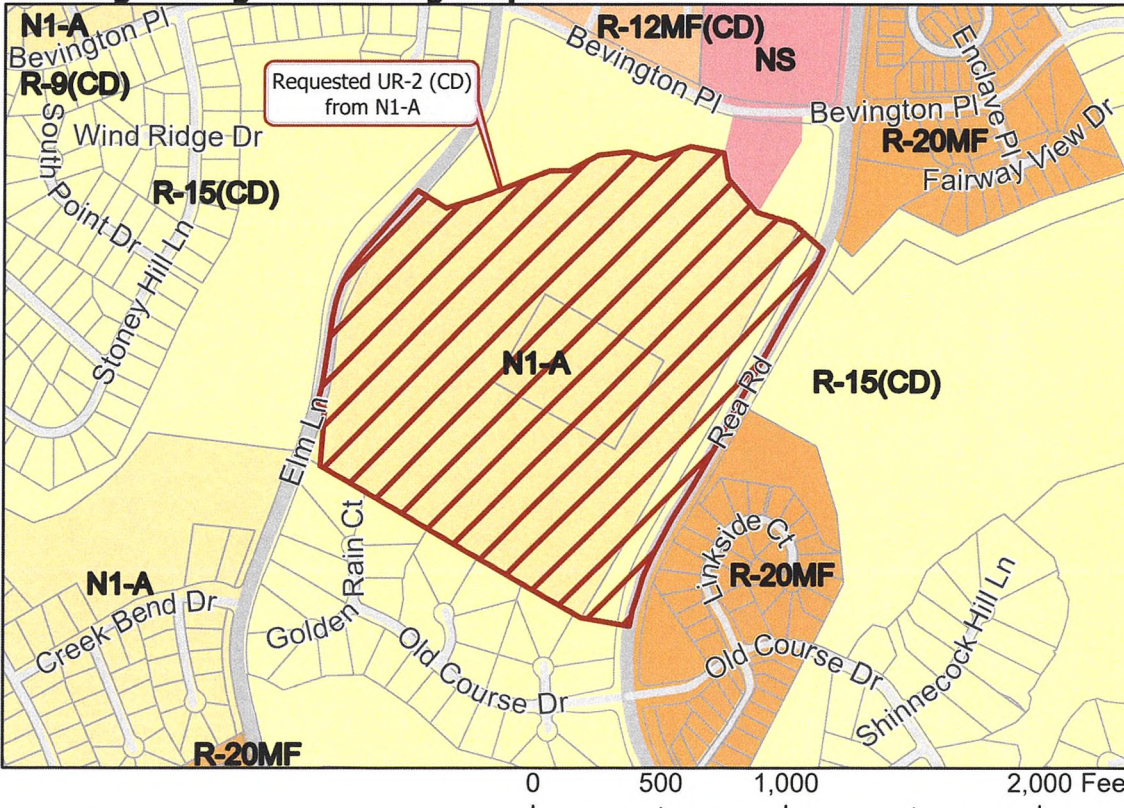 N1-A
Bevington Pl
R-9(CD)
South Point Dr
Wind Ridge Dr
R-15(CD)
Stoney Hill Ln
Requested UR-2 (CD)
from N1-A
R-12MF(CD)
NS
Bevington Pl
Bevington Pl
Enclave Pl
R-20MF
Fairway View Dr
N1-A
R-15(CD)
Rea Rd
Elm Ln
Golden Rain Ct
N1-A
Creek Bend Dr
Old Course Dr
Linkside Ct
R-20MF
Old Course Dr
Shinnecock Hill Ln
R-20MF
0 500 1,000 2,000 Fee